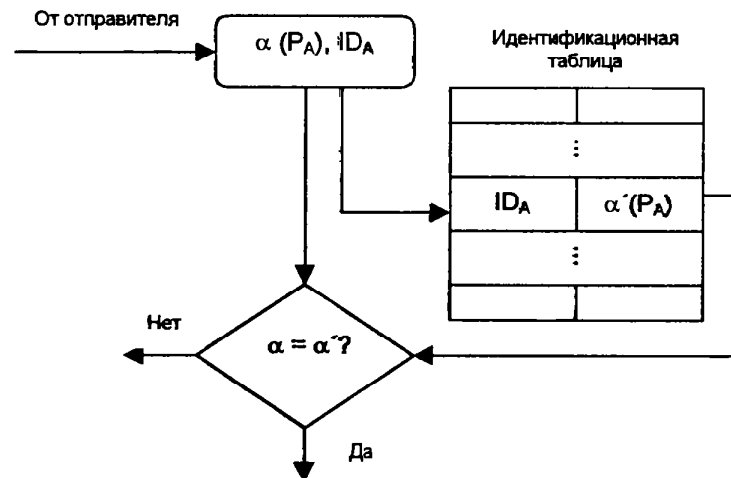 От отправителя
α (P_A), ID_A
Идентификационная
таблица
⋮
ID_A α´(P_A)
⋮
Нет
α = α´?
Да